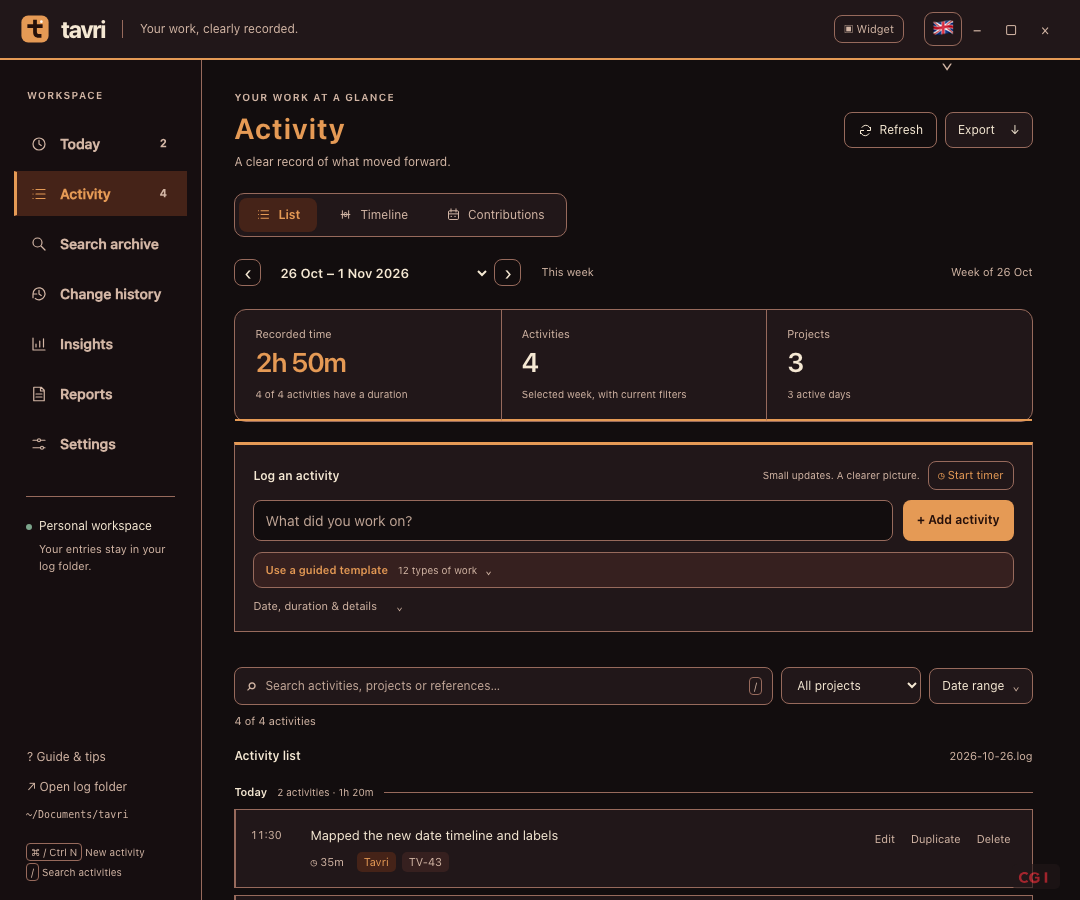 tavri
Your work, clearly recorded.
Widget
WORKSPACE
Today 2
Activity 4
Search archive
Change history
Insights
Reports
Settings
Personal workspace
Your entries stay in your
log folder.
? Guide & tips
↗ Open log folder
~/Documents/tavri
⌘ / Ctrl N New activity
/ Search activities
YOUR WORK AT A GLANCE
Activity
A clear record of what moved forward.
Refresh
Export ↓
List
Timeline
Contributions
26 Oct – 1 Nov 2026
This week
Week of 26 Oct
Recorded time
2h 50m
4 of 4 activities have a duration
Activities
4
Selected week, with current filters
Projects
3
3 active days
Log an activity
Small updates. A clearer picture.
Start timer
What did you work on?
+ Add activity
Use a guided template 12 types of work
Date, duration & details
Search activities, projects or references...
/
All projects
Date range
4 of 4 activities
Activity list
2026-10-26.log
Today 2 activities · 1h 20m
11:30
Mapped the new date timeline and labels
35m Tavri TV-43
Edit Duplicate Delete
CGI